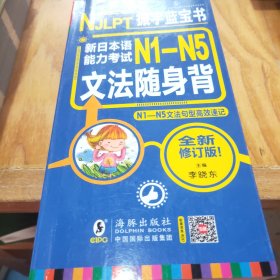 NJLPT 掌中宝书
新日本语
能力考试
N1-N5
文法随身背
N1-N5文法句型高效速记
全新
修订版!
主编
李晓东
CIPG
海豚出版社
DOLPHIN BOOKS
中国国际出版集团